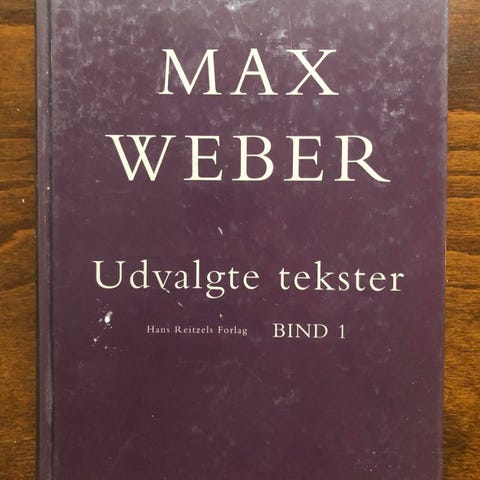 MAX
WEBER
Udvalgte tekster
Hans Reitzels Forlag BIND 1